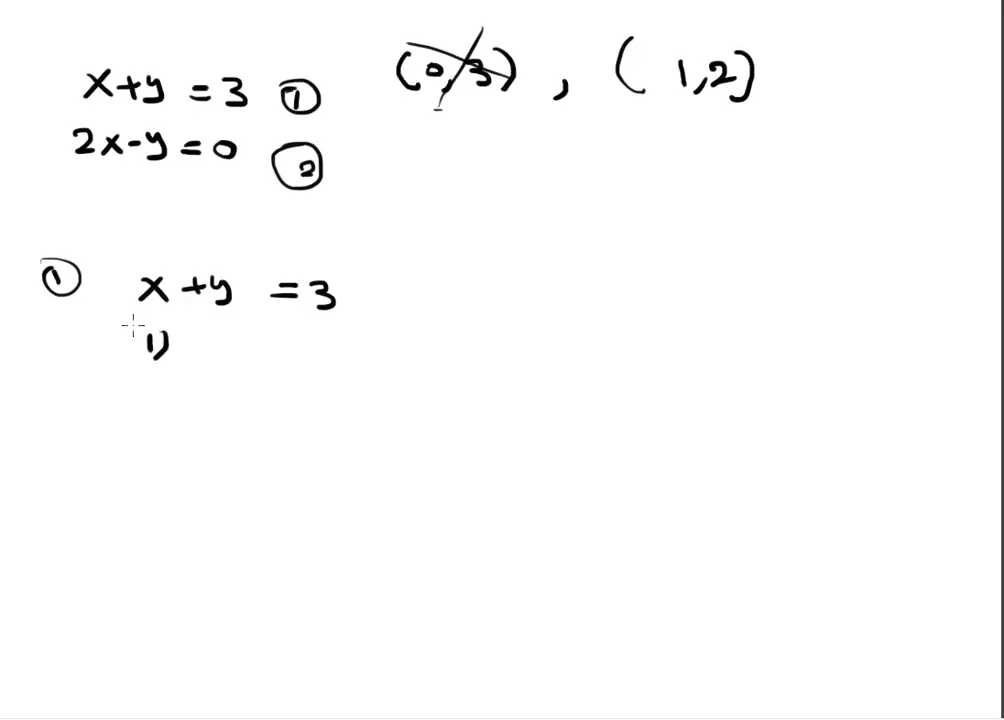 x+y=3 ① (0,3), (1,2)
2x-y=0 ②
① x+y=3
1)